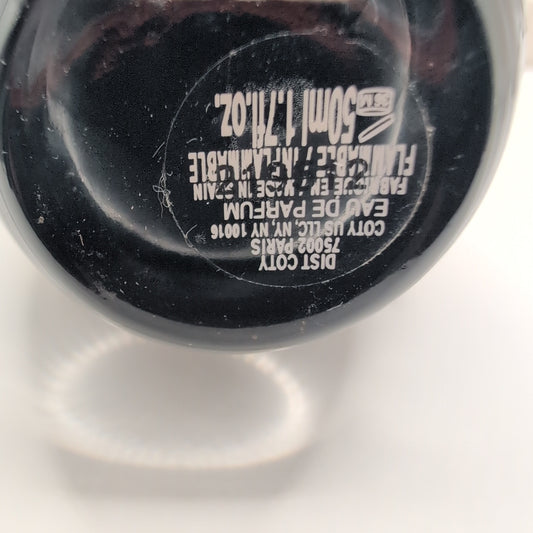 DIST COTY
75002 PARIS
COTY US LLC, NY, NY 10016
EAU DE PARFUM
FABRIQUE EN / MADE IN SPAIN
FLAMMABLE / INFLAMMABLE
50ml 1.7fl.oz.
36 M